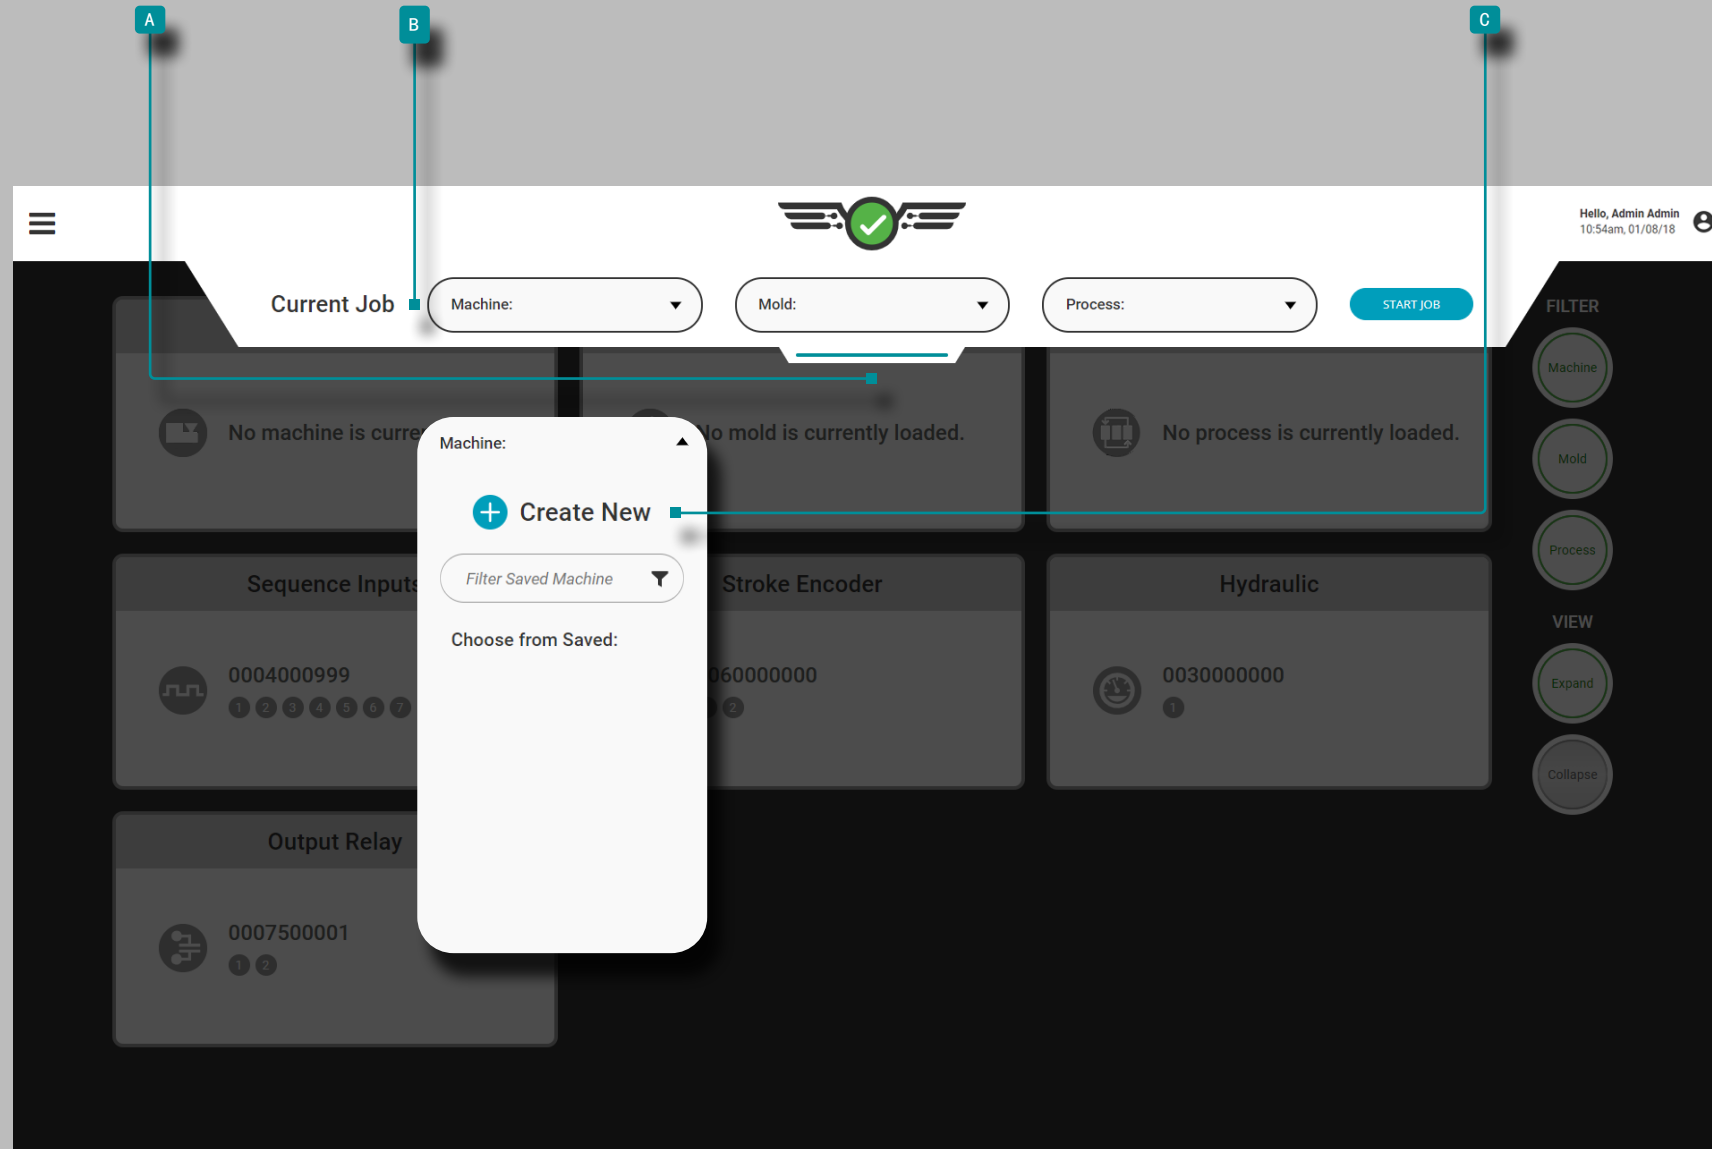 A
B
C
Hello, Admin Admin
10:54am, 01/08/18
Current Job
Machine:
Mold:
Process:
START JOB
FILTER
Machine
Mold
Process
VIEW
Expand
Collapse
No machine is curre
No mold is currently loaded.
No process is currently loaded.
Machine:
Create New
Filter Saved Machine
Choose from Saved:
Sequence Inputs
0004000999
1 2 3 4 5 6 7
Stroke Encoder
060000000
2
Hydraulic
0030000000
1
Output Relay
0007500001
1 2